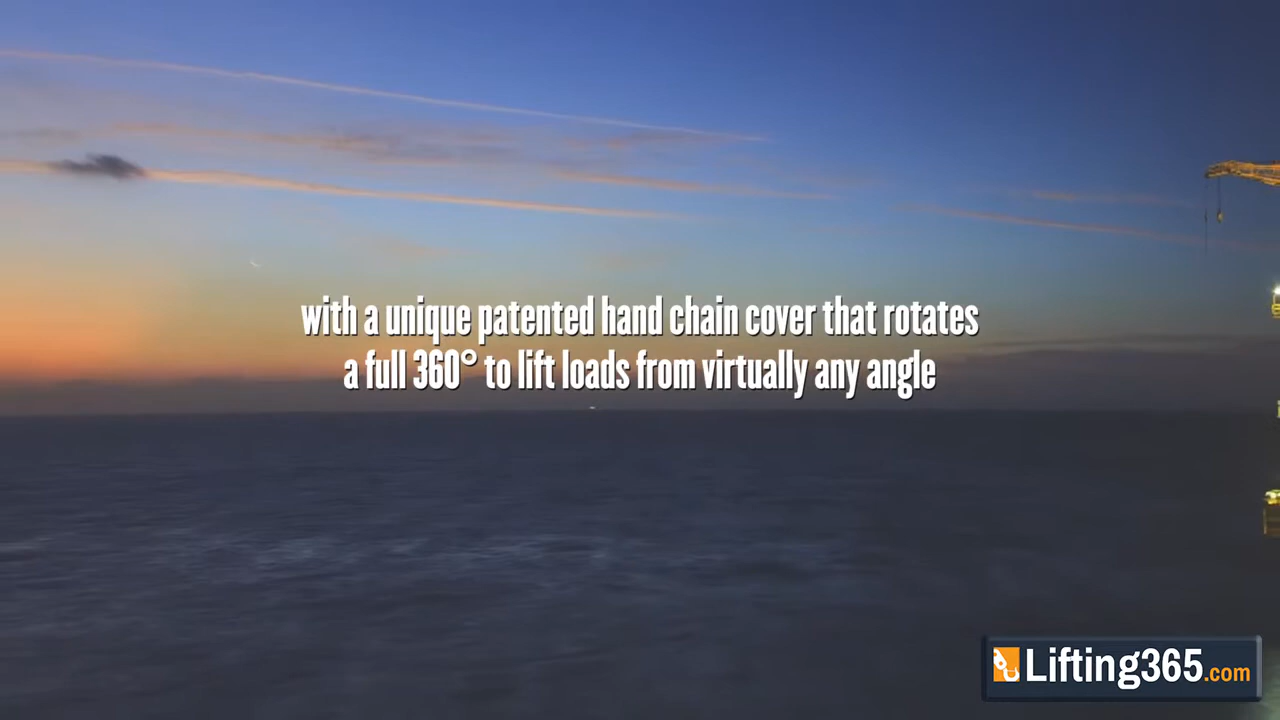 with a unique patented hand chain cover that rotates
a full 360° to lift loads from virtually any angle
Lifting365.com